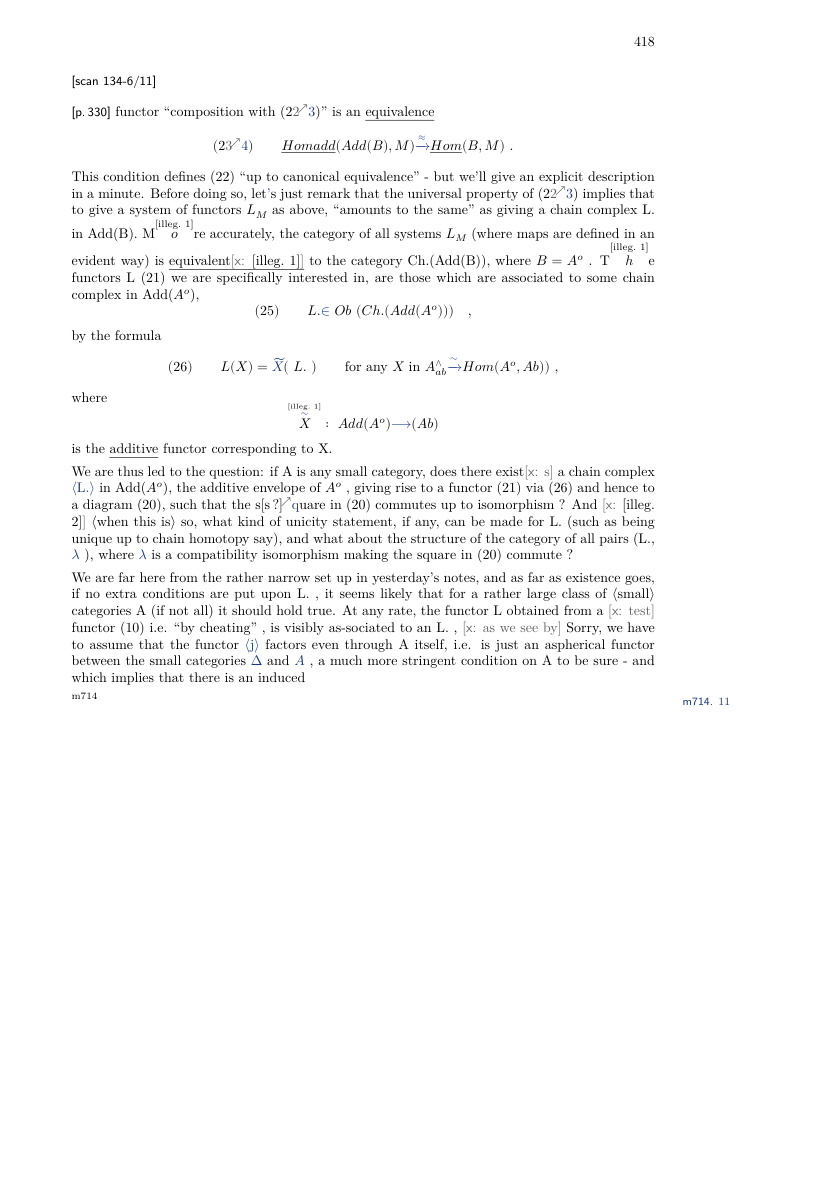 418
[scan 134-6/11]
[p. 330] functor “composition with (22↗3)” is an equivalence
(23↗4) Homadd(Add(B), M) →≈ Hom(B, M) .
This condition defines (22) “up to canonical equivalence” - but we’ll give an explicit description
in a minute. Before doing so, let’s just remark that the universal property of (22↗3) implies that
to give a system of functors L_M as above, “amounts to the same” as giving a chain complex L.
in Add(B). M[illeg. 1]o re accurately, the category of all systems L_M (where maps are defined in an
evident way) is equivalent[x: [illeg. 1]] to the category Ch.(Add(B)), where B = A^o . T [illeg. 1]h e
functors L (21) we are specifically interested in, are those which are associated to some chain
complex in Add(A^o),
(25) L.∈ Ob (Ch.(Add(A^o))) ,
by the formula
(26) L(X) = X̃( L. ) for any X in A^∧_ab →∼ Hom(A^o, Ab)) ,
where
[illeg. 1]
X̃ : Add(A^o)⟶(Ab)
is the additive functor corresponding to X.
We are thus led to the question: if A is any small category, does there exist[x: s] a chain complex
⟨L.⟩ in Add(A^o), the additive envelope of A^o , giving rise to a functor (21) via (26) and hence to
a diagram (20), such that the s[s ?]↗quare in (20) commutes up to isomorphism ? And [x: [illeg.
2]] ⟨when this is⟩ so, what kind of unicity statement, if any, can be made for L. (such as being
unique up to chain homotopy say), and what about the structure of the category of all pairs (L.,
λ ), where λ is a compatibility isomorphism making the square in (20) commute ?
We are far here from the rather narrow set up in yesterday’s notes, and as far as existence goes,
if no extra conditions are put upon L. , it seems likely that for a rather large class of ⟨small⟩
categories A (if not all) it should hold true. At any rate, the functor L obtained from a [x: test]
functor (10) i.e. “by cheating” , is visibly as-sociated to an L. , [x: as we see by] Sorry, we have
to assume that the functor ⟨j⟩ factors even through A itself, i.e. is just an aspherical functor
between the small categories Δ and A , a much more stringent condition on A to be sure - and
which implies that there is an induced
m714
m714. 11